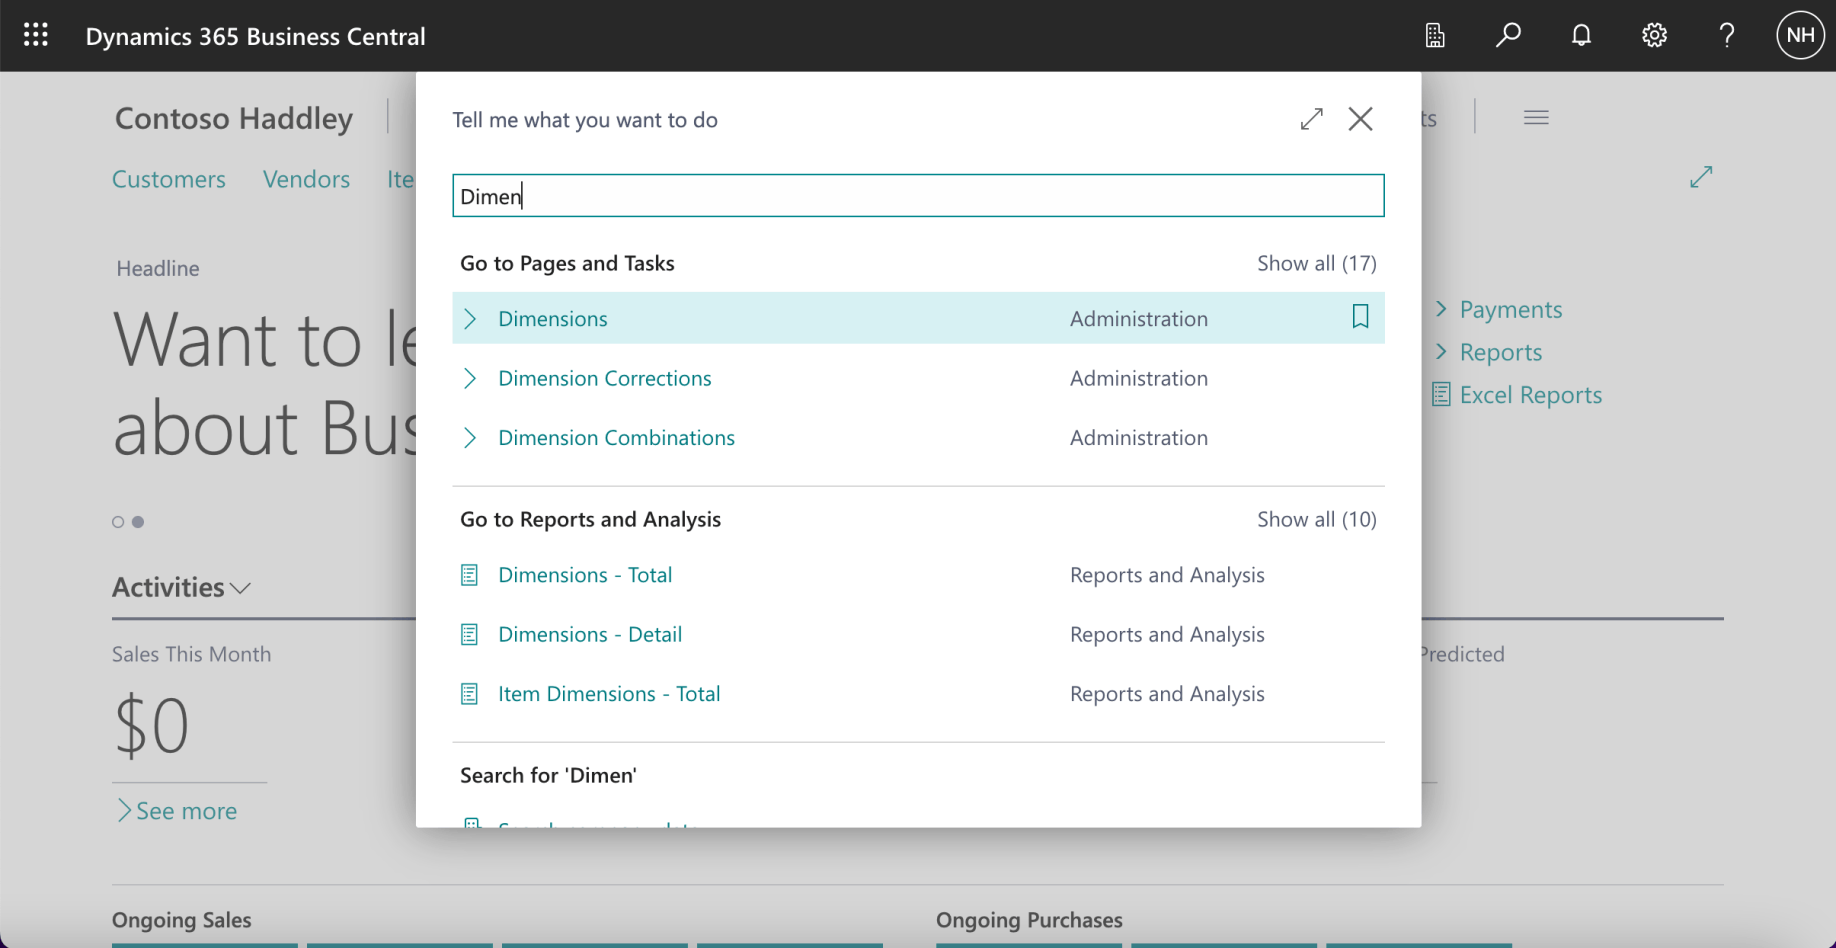 Dynamics 365 Business Central
NH
Contoso Haddley
Customers Vendors Ite
Headline
Want to le
about Bus
Activities
Sales This Month
$0
See more
Tell me what you want to do
Dimen
Go to Pages and Tasks Show all (17)
Dimensions Administration
Dimension Corrections Administration
Dimension Combinations Administration
Go to Reports and Analysis Show all (10)
Dimensions - Total Reports and Analysis
Dimensions - Detail Reports and Analysis
Item Dimensions - Total Reports and Analysis
Search for 'Dimen'
ts
Payments
Reports
Excel Reports
Predicted
Ongoing Sales
Ongoing Purchases